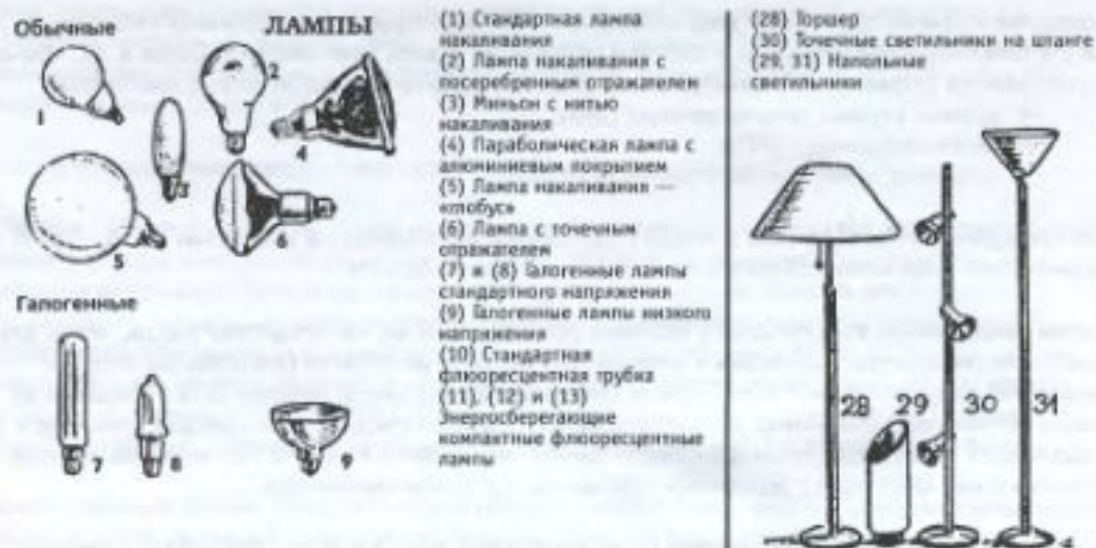 Обычные
ЛАМПЫ
1
2
3
4
5
6
Галогенные
7
8
9
(1) Стандартная лампа
накаливания
(2) Лампа накаливания с
посеребренным отражателем
(3) Миньон с нитью
накаливания
(4) Параболическая лампа с
алюминиевым покрытием
(5) Лампа накаливания —
«глобус»
(6) Лампа с точечным
отражателем
(7) и (8) Галогенные лампы
стандартного напряжения
(9) Галогенные лампы низкого
напряжения
(10) Стандартная
флюоресцентная трубка
(11), (12) и (13)
Энергосберегающие
компактные флюоресцентные
лампы
(28) Торшер
(30) Точечные светильники на штанге
(29, 31) Напольные
светильники
28 29 30 31